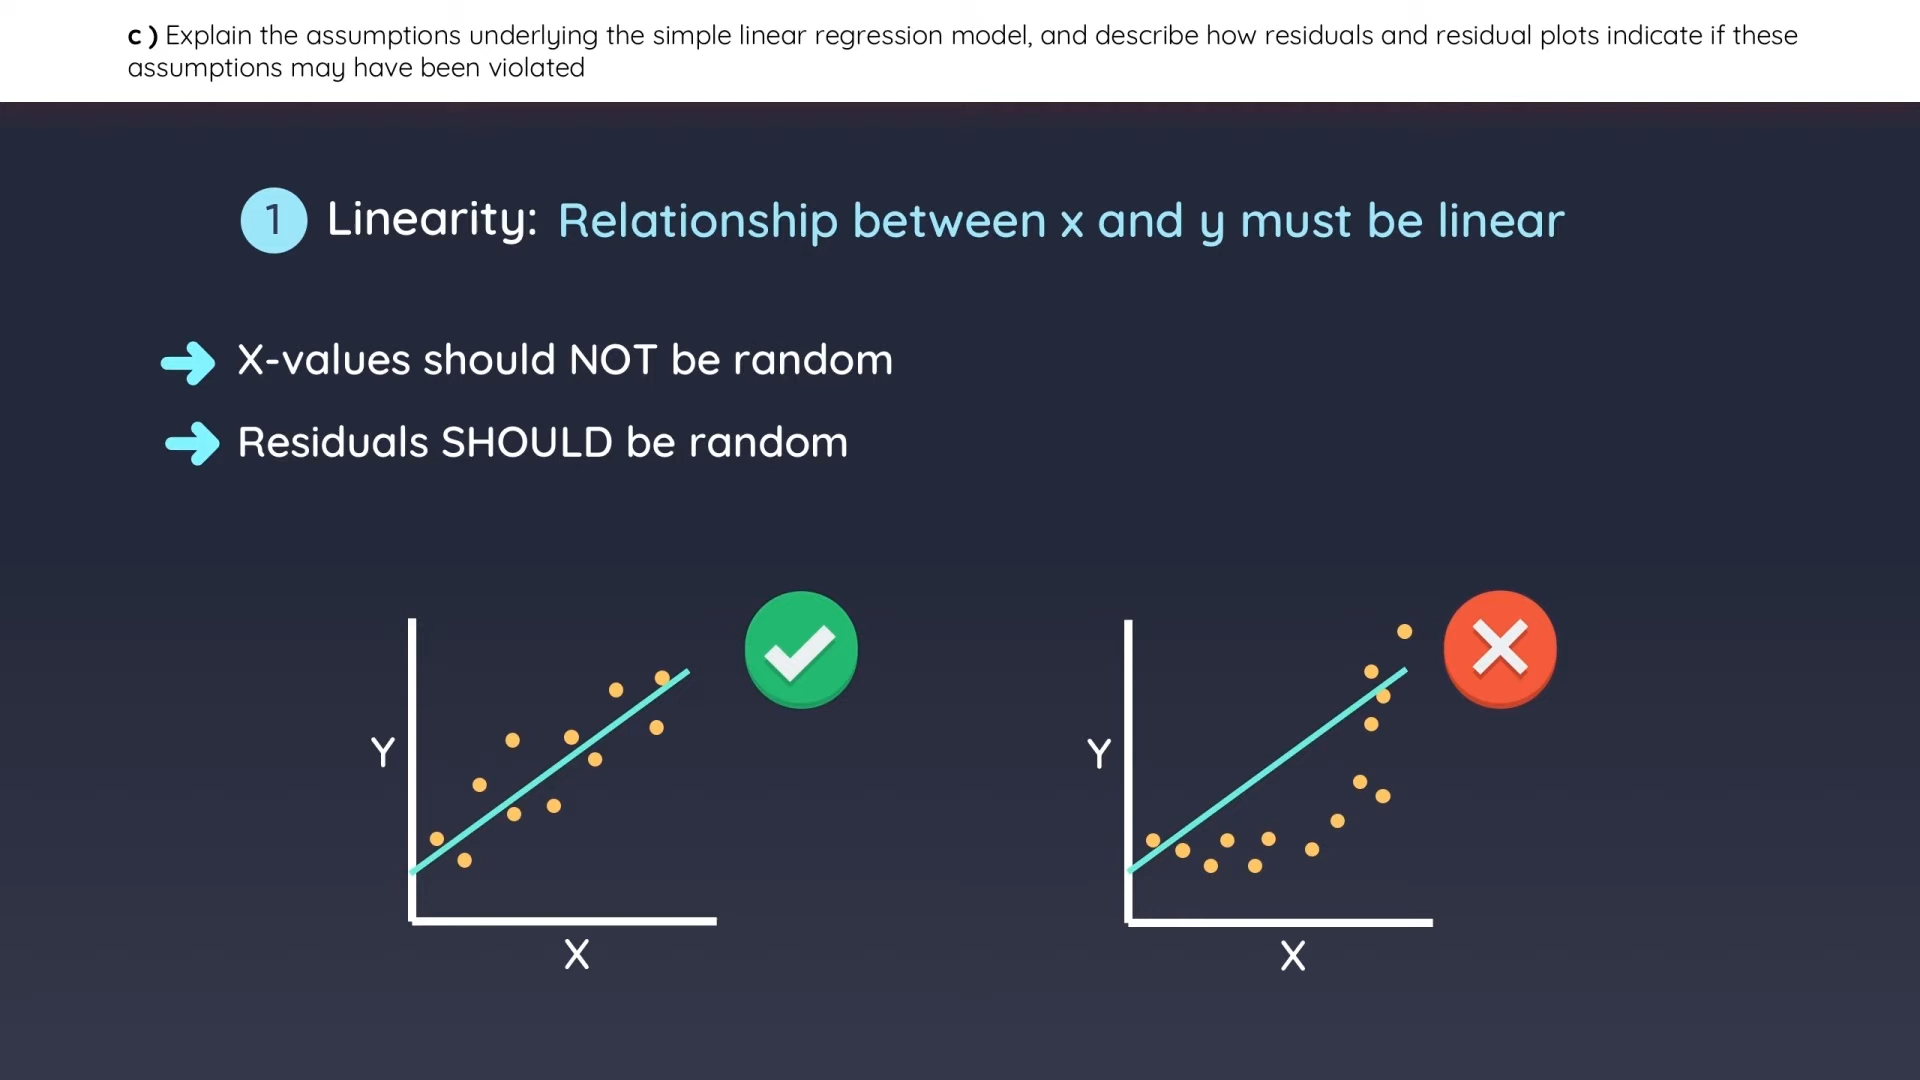 c ) Explain the assumptions underlying the simple linear regression model, and describe how residuals and residual plots indicate if these
assumptions may have been violated
1 Linearity: Relationship between x and y must be linear
X-values should NOT be random
Residuals SHOULD be random
Y
X
Y
X